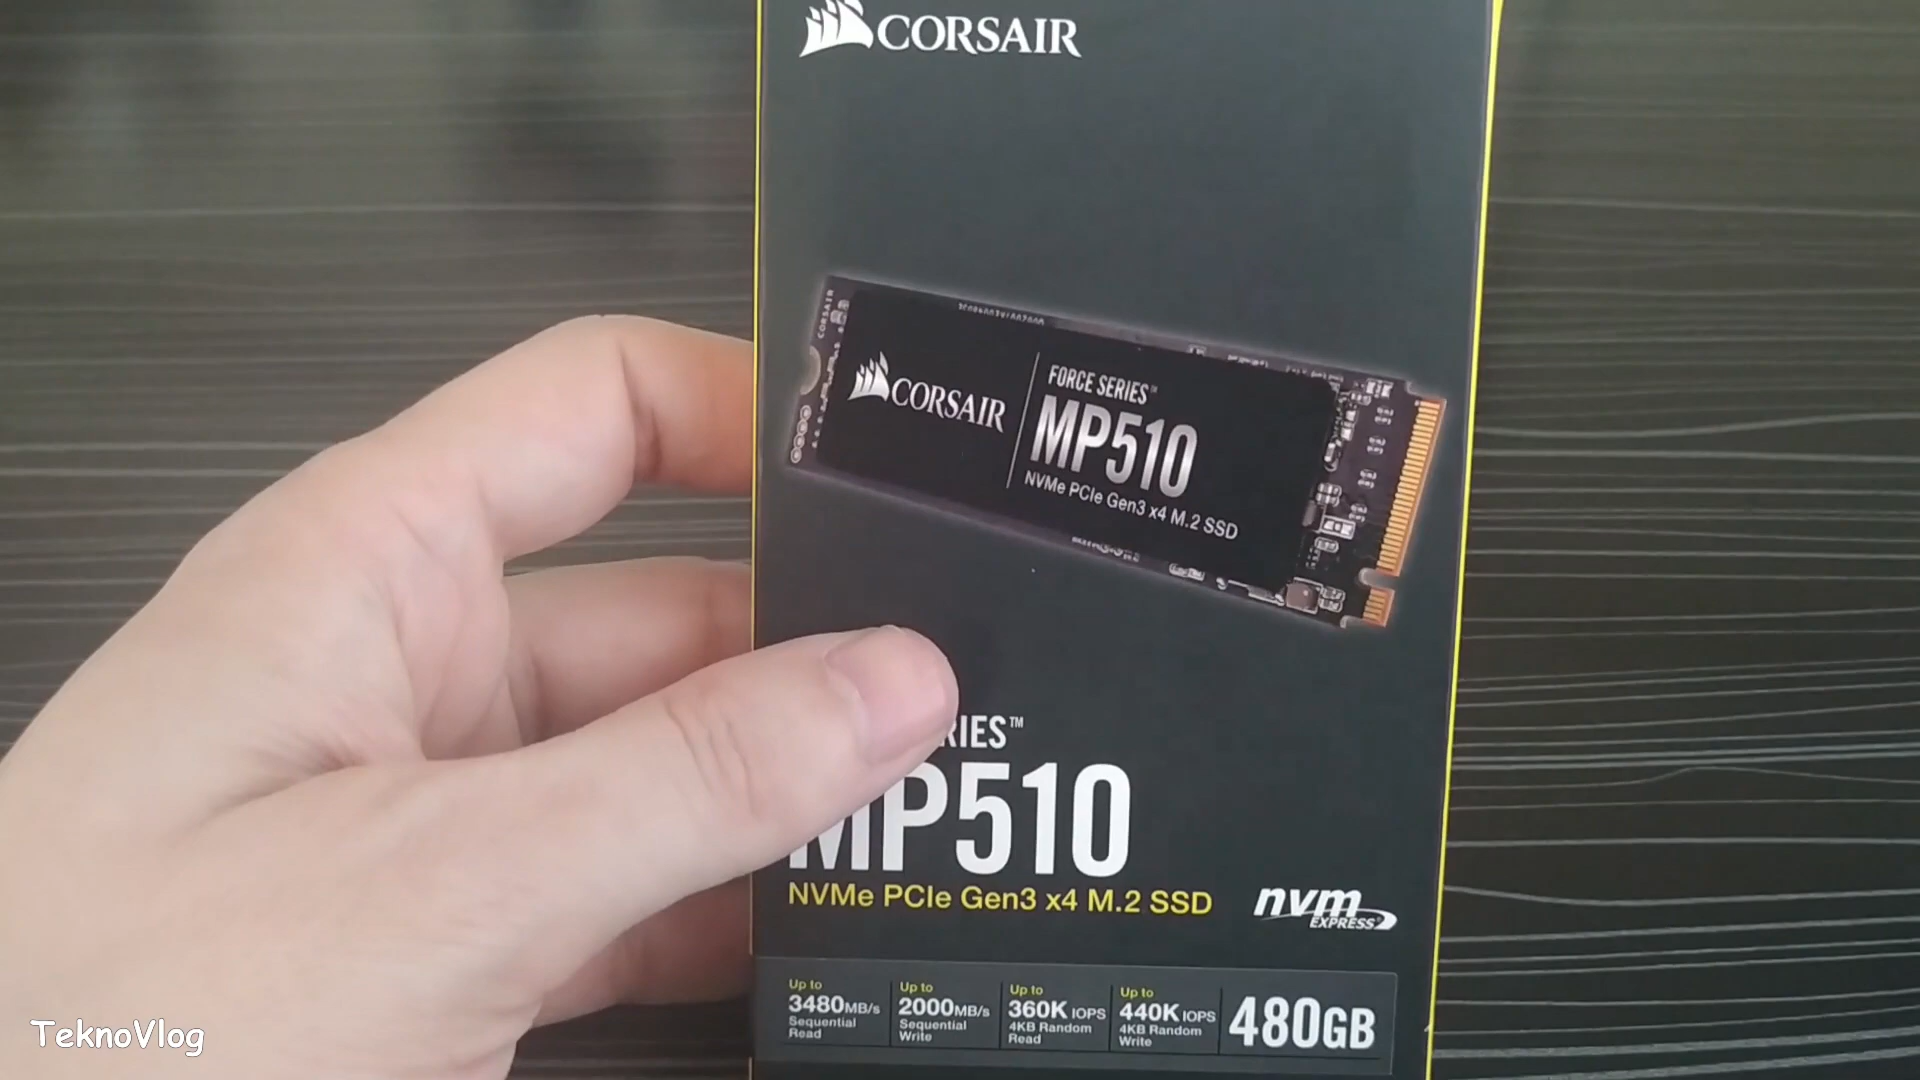 CORSAIR
CORSAIR
CORSAIR
FORCE SERIES™
MP510
NVMe PCIe Gen3 x4 M.2 SSD
RIES™
MP510
NVMe PCIe Gen3 x4 M.2 SSD
nvm
EXPRESS
Up to
3480MB/s
Sequential
Read
Up to
2000MB/s
Sequential
Write
Up to
360K IOPS
4KB Random
Read
Up to
440K IOPS
4KB Random
Write
480GB
TeknoVlog